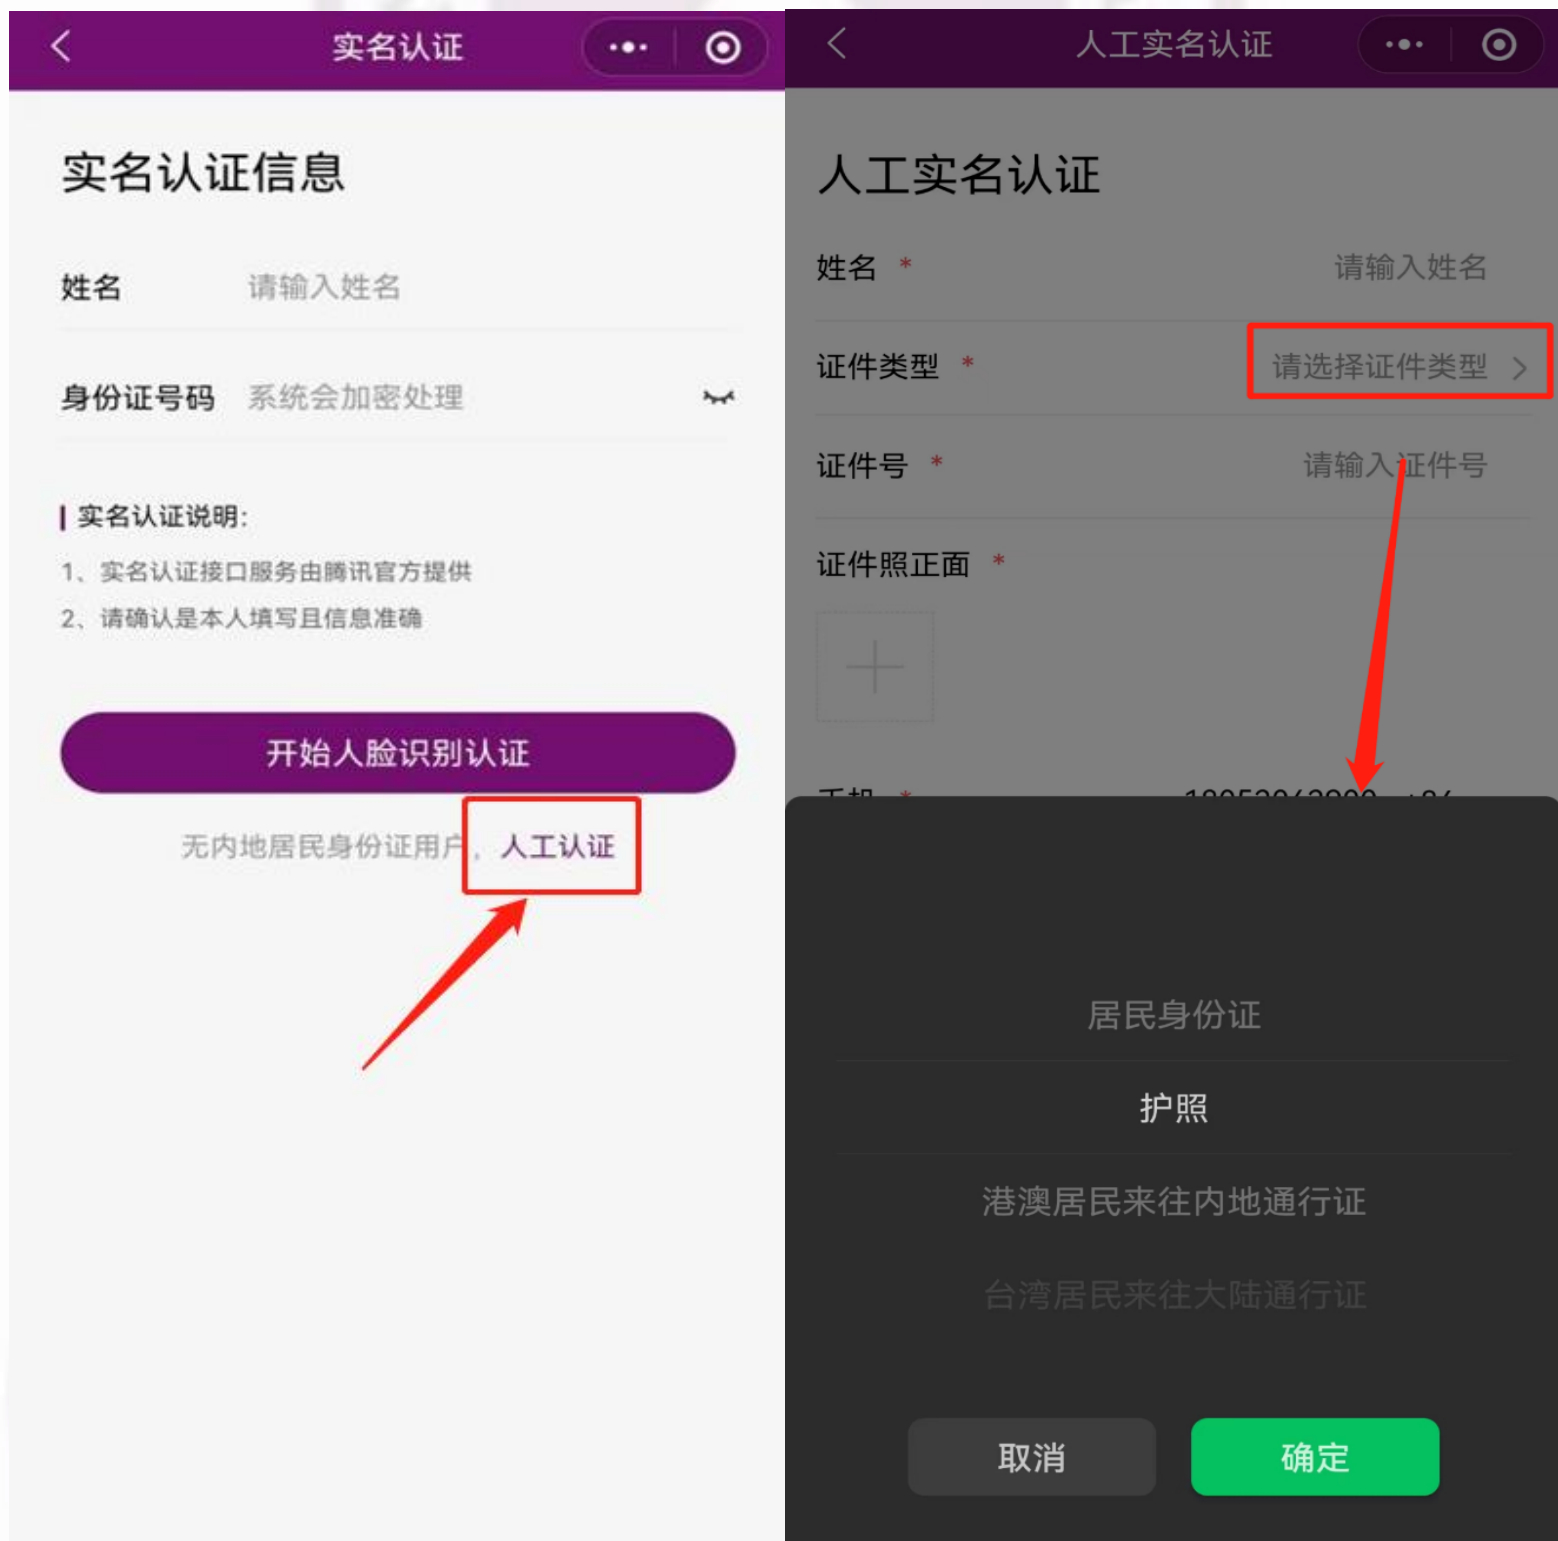 实名认证
实名认证信息
姓名 请输入姓名
身份证号码 系统会加密处理
实名认证说明:
1、实名认证接口服务由腾讯官方提供
2、请确认是本人填写且信息准确
开始人脸识别认证
无内地居民身份证用户，人工认证
人工实名认证
人工实名认证
姓名 * 请输入姓名
证件类型 * 请选择证件类型
证件号 * 请输入证件号
证件照正面 *
手机 *
居民身份证
护照
港澳居民来往内地通行证
台湾居民来往大陆通行证
取消 确定